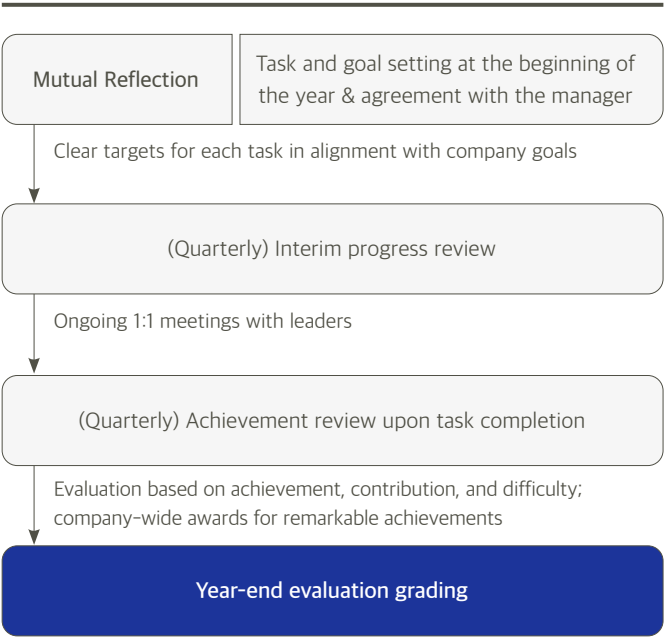 Mutual Reflection
Task and goal setting at the beginning of
the year & agreement with the manager
Clear targets for each task in alignment with company goals
(Quarterly) Interim progress review
Ongoing 1:1 meetings with leaders
(Quarterly) Achievement review upon task completion
Evaluation based on achievement, contribution, and difficulty;
company-wide awards for remarkable achievements
Year-end evaluation grading